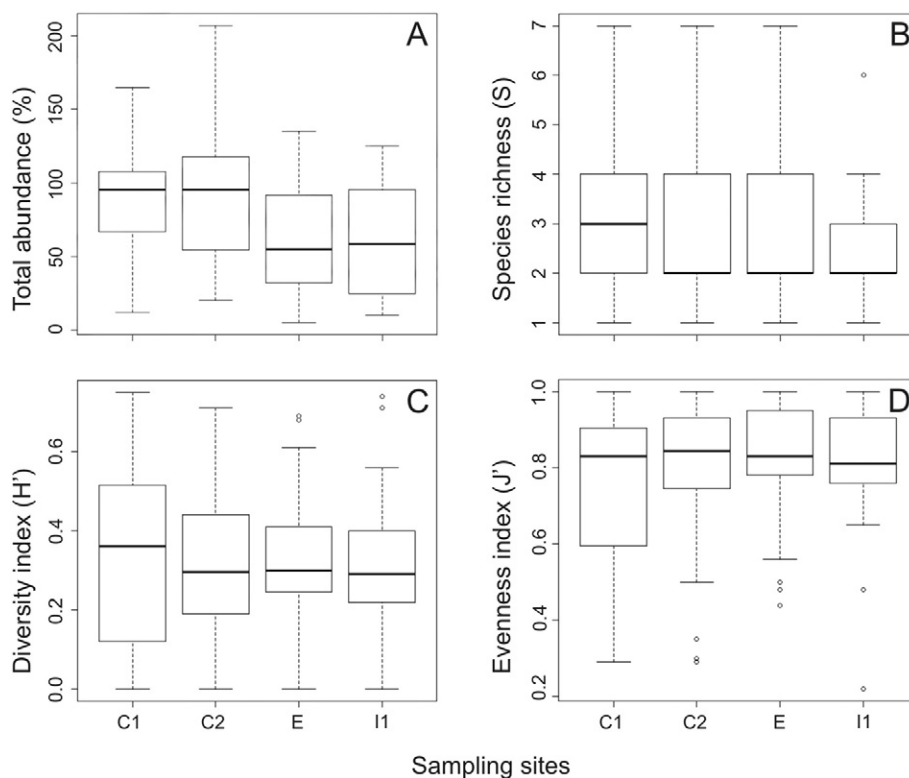 A
Total abundance (%)
200
150
100
50
0
B
Species richness (S)
7
6
5
4
3
2
1
C
Diversity index (H')
0.6
0.4
0.2
0.0
C1 C2 E I1
D
Evenness index (J')
1.0
0.8
0.6
0.4
0.2
C1 C2 E I1
Sampling sites